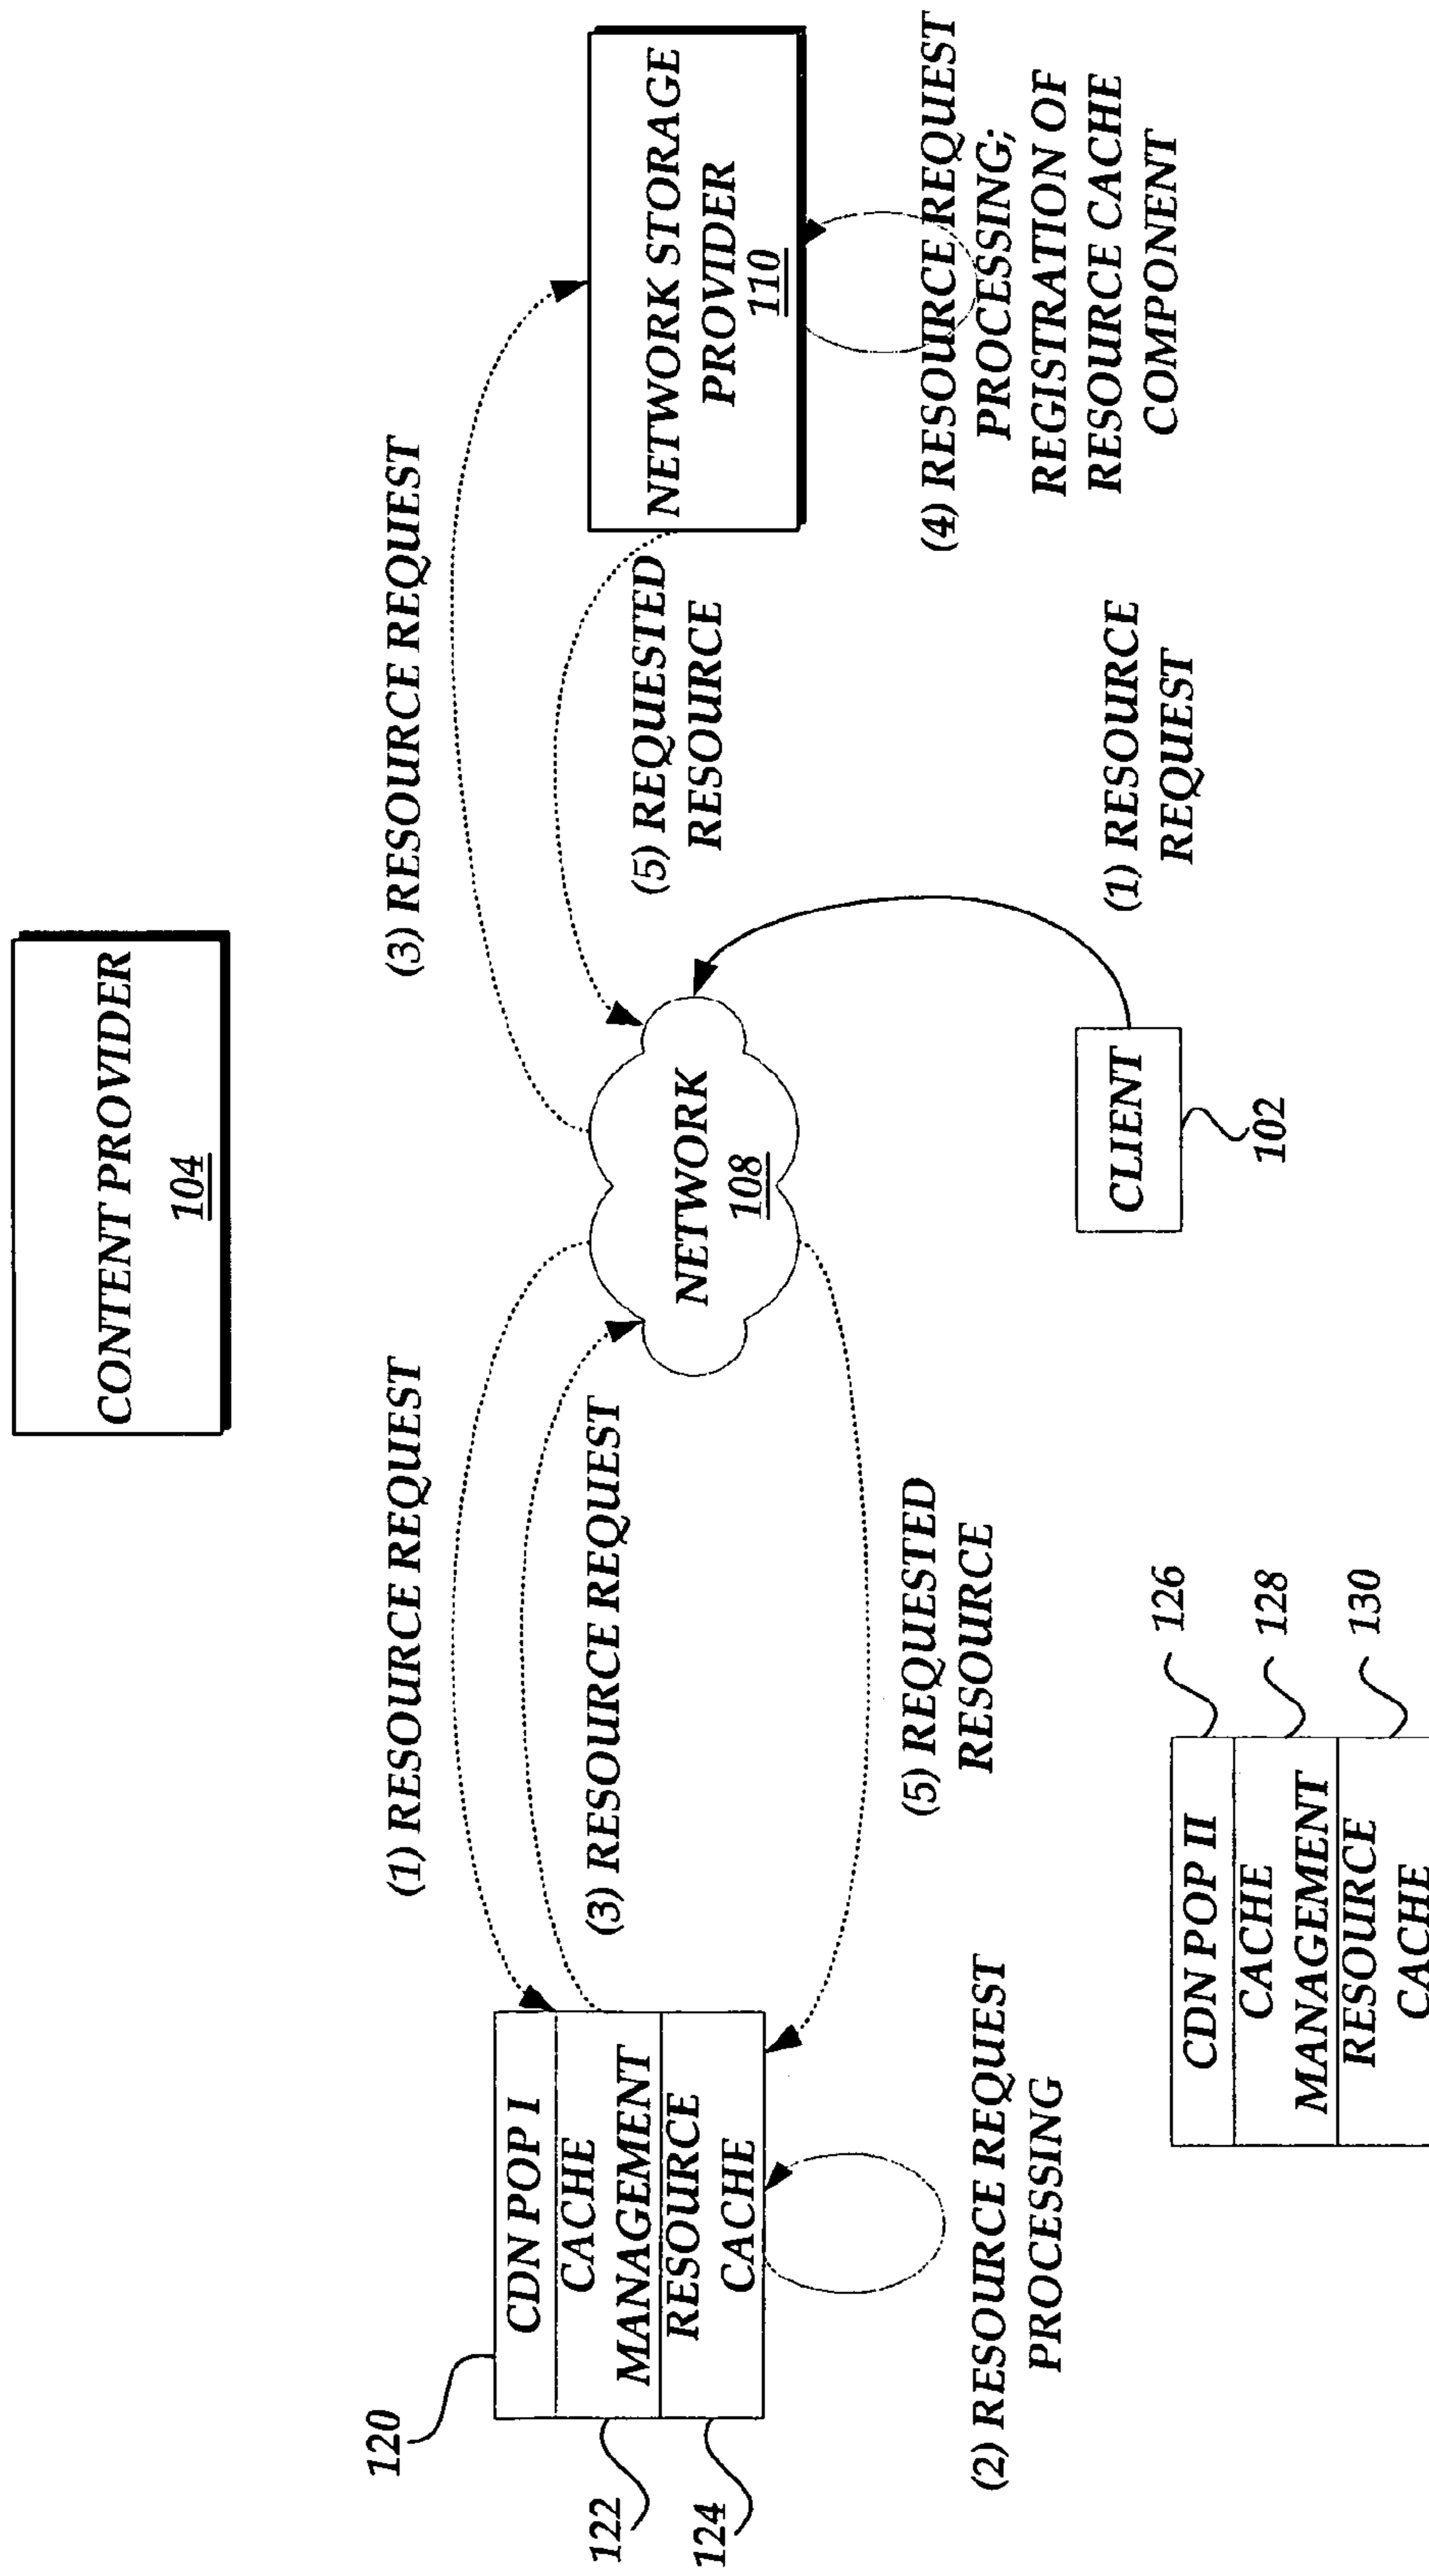 CONTENT PROVIDER
104
(1) RESOURCE REQUEST
(3) RESOURCE REQUEST
120
CDN POP I
CACHE
MANAGEMENT
RESOURCE
CACHE
122
124
(3) RESOURCE REQUEST
NETWORK
108
NETWORK STORAGE
PROVIDER
110
(5) REQUESTED
RESOURCE
(5) REQUESTED
RESOURCE
(2) RESOURCE REQUEST
PROCESSING
(4) RESOURCE REQUEST
PROCESSING;
REGISTRATION OF
RESOURCE CACHE
COMPONENT
CLIENT
102
(1) RESOURCE
REQUEST
CDN POP II
CACHE
MANAGEMENT
RESOURCE
CACHE
126
128
130